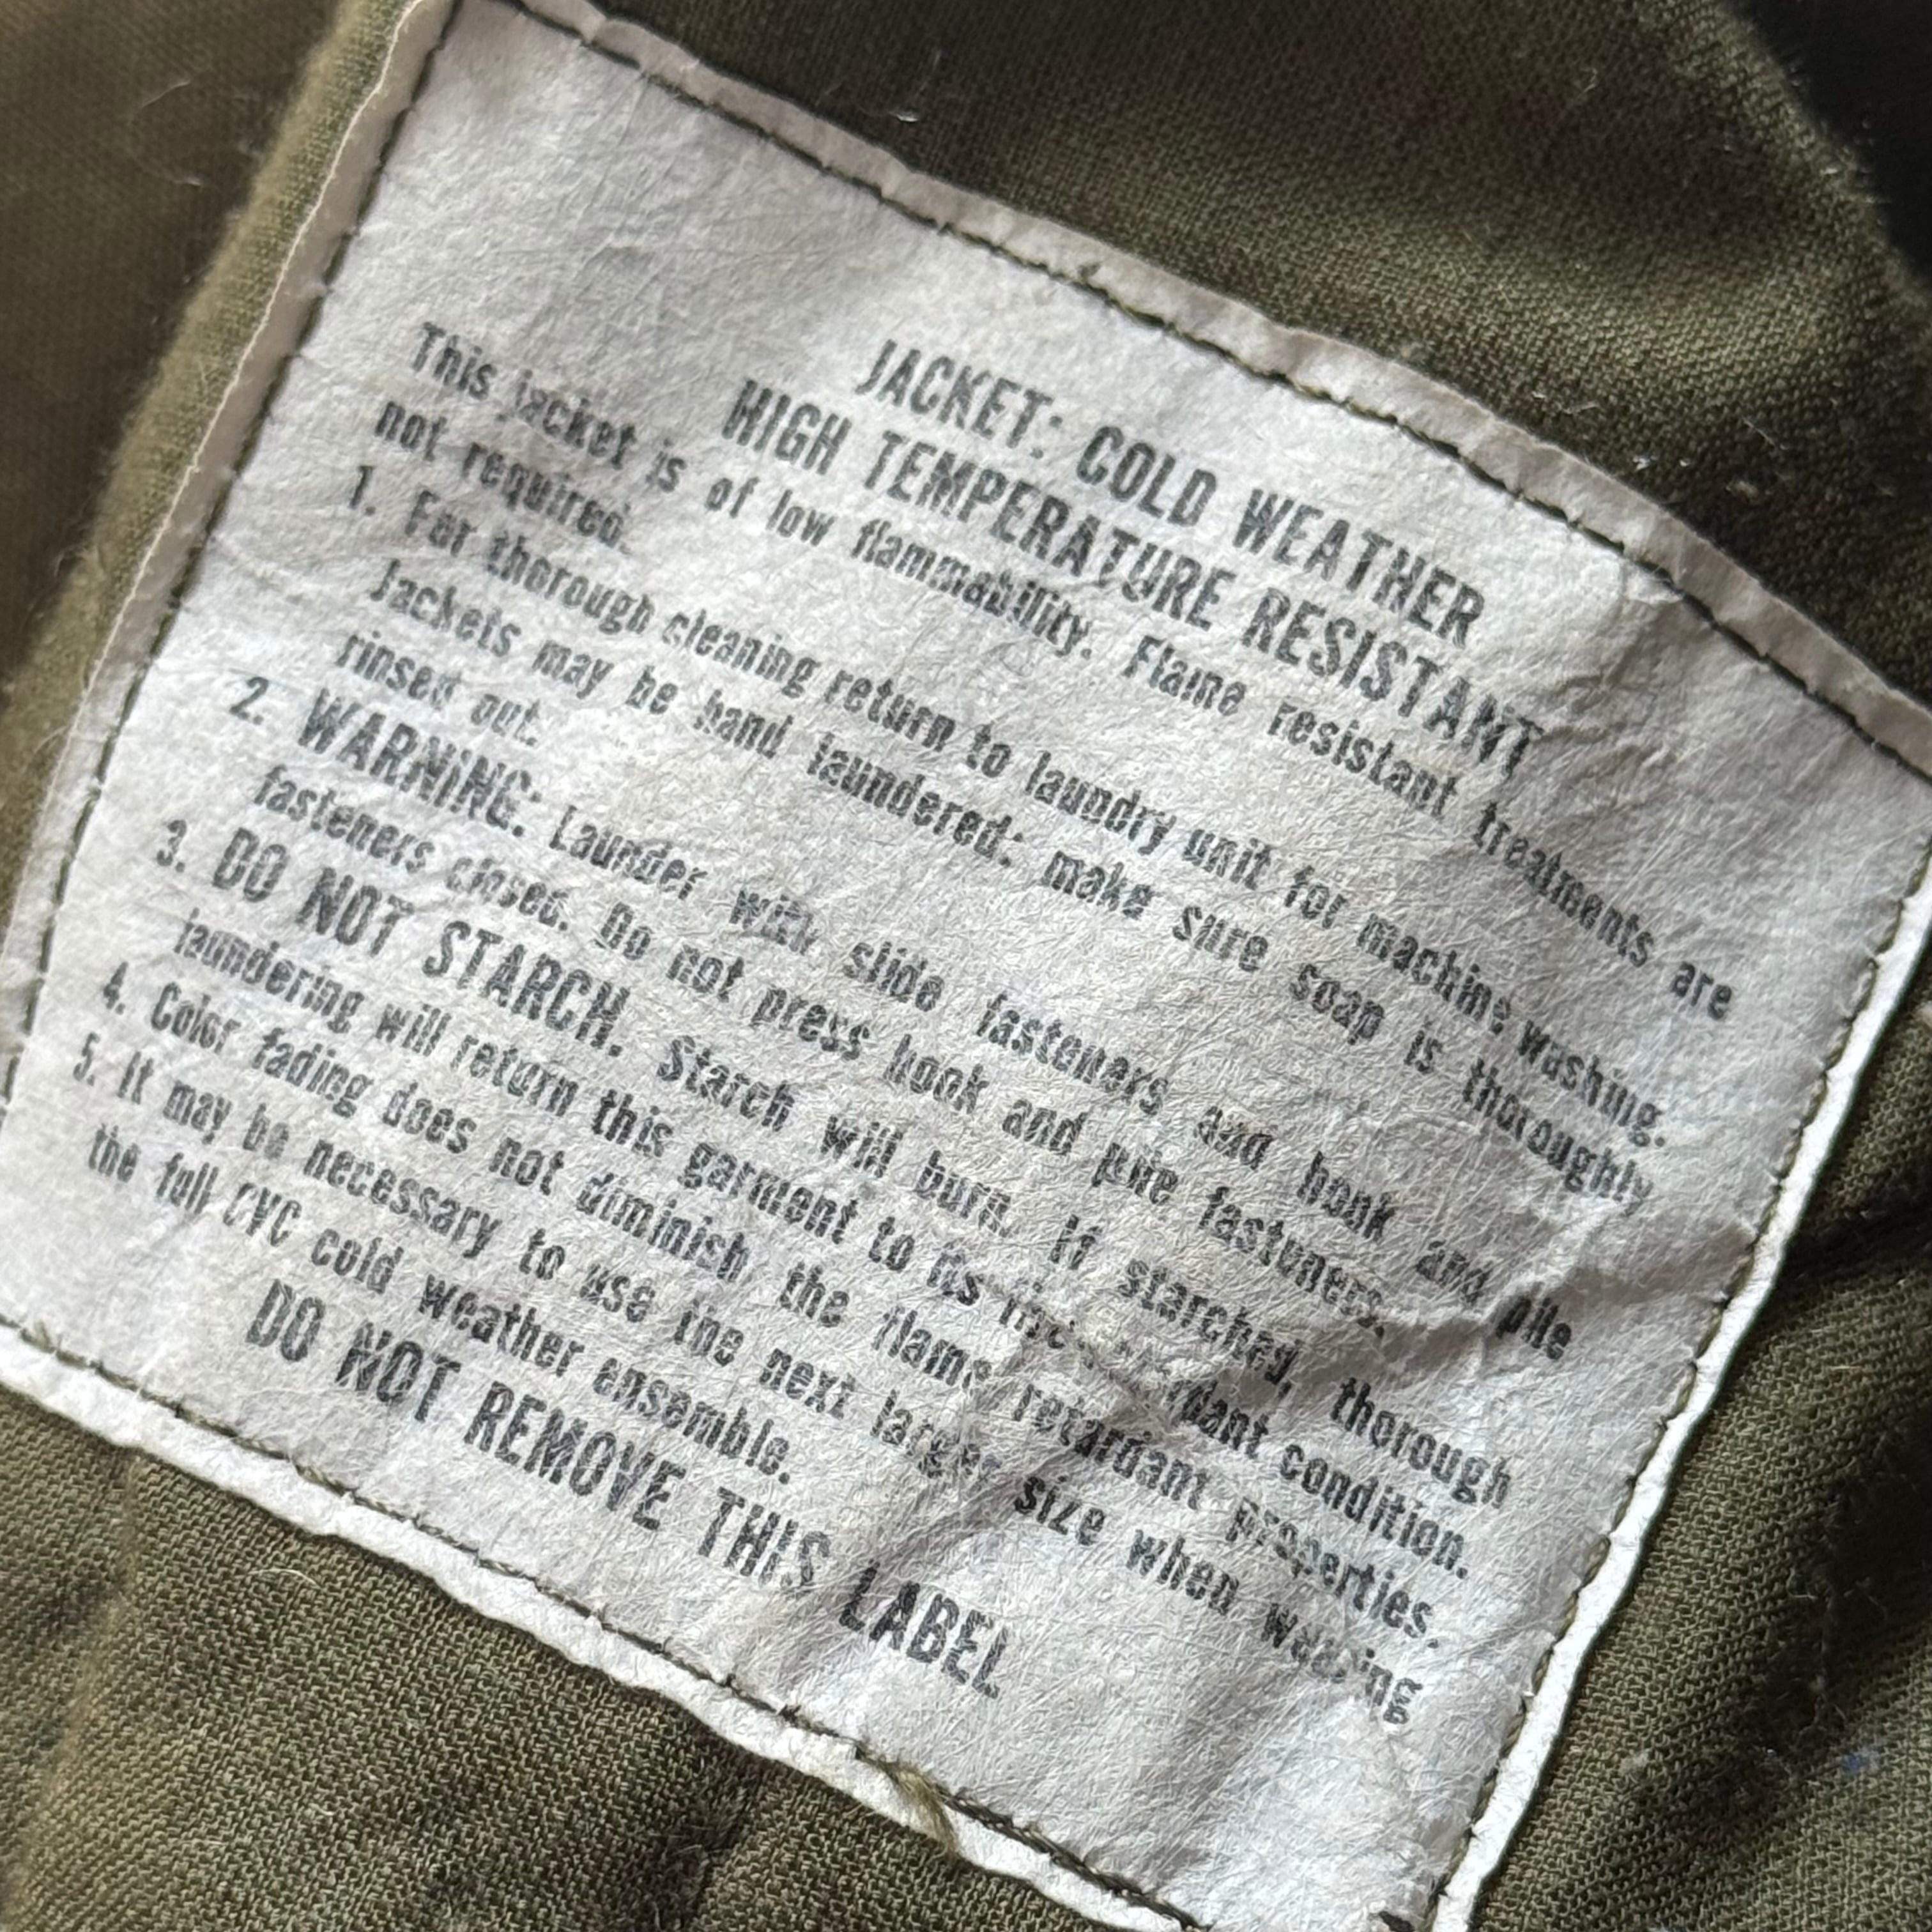 JACKET: COLD WEATHER
HIGH TEMPERATURE RESISTANT
This jacket is of low flammability. Flame resistant treatments are
not required.
1. For thorough cleaning return to laundry unit for machine washing.
Jackets may be hand laundered: make sure soap is thoroughly
rinsed out.
2. WARNING: Launder with slide fasteners and hook and pile
fasteners closed. Do not press hook and pile fasteners.
3. DO NOT STARCH. Starch will burn. If starched, thorough
laundering will return this garment to its condition.
4. Color fading does not diminish the flame retardant properties.
5. It may be necessary to use the next larger size when wearing
the full CVC cold weather ensemble.
DO NOT REMOVE THIS LABEL